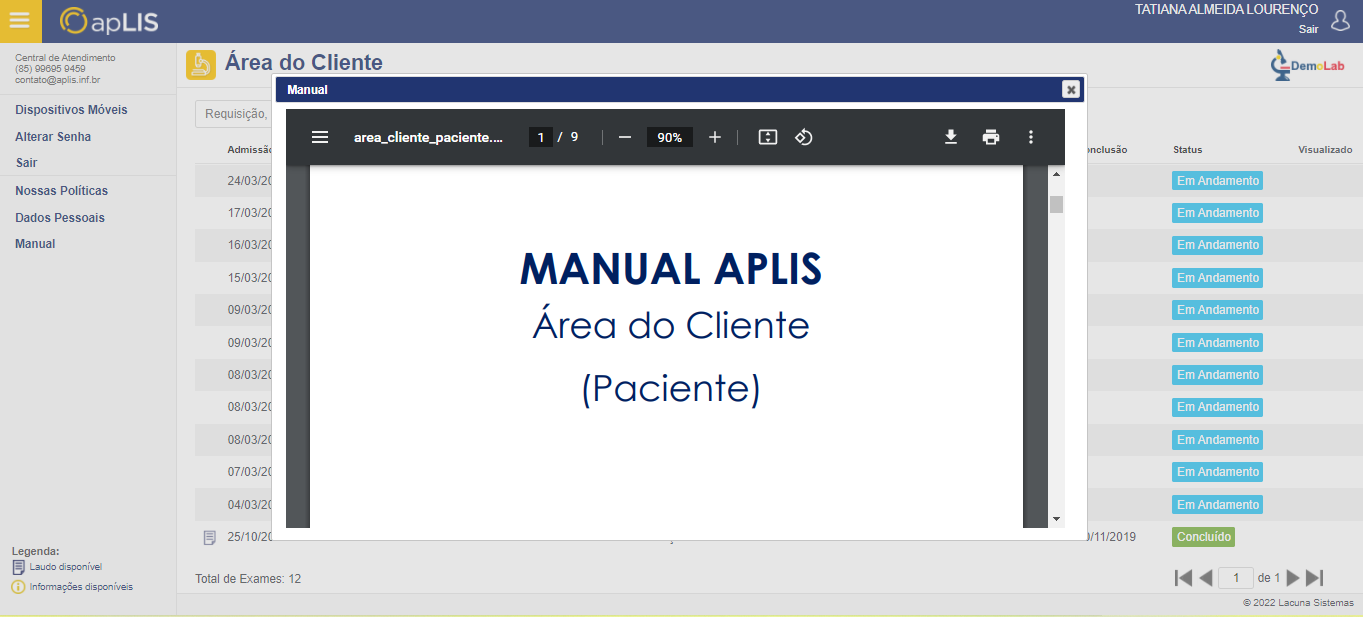 apLIS
TATIANA ALMEIDA LOURENÇO
Sair
Central de Atendimento
(85) 99695 9459
contato@aplis.inf.br
Dispositivos Móveis
Alterar Senha
Sair
Nossas Políticas
Dados Pessoais
Manual
Legenda:
Laudo disponível
Informações disponíveis
Área do Cliente
DemoLab
Manual
area_cliente_paciente....
1 / 9
90%
MANUAL APLIS
Área do Cliente
(Paciente)
Requisição,
Status Visualizado
24/03/20 Em Andamento
17/03/20 Em Andamento
16/03/20 Em Andamento
15/03/20 Em Andamento
09/03/20 Em Andamento
09/03/20 Em Andamento
08/03/20 Em Andamento
08/03/20 Em Andamento
08/03/20 Em Andamento
07/03/20 Em Andamento
04/03/20 Em Andamento
25/10/20 /11/2019 Concluído
Total de Exames: 12
1 de 1
© 2022 Lacuna Sistemas